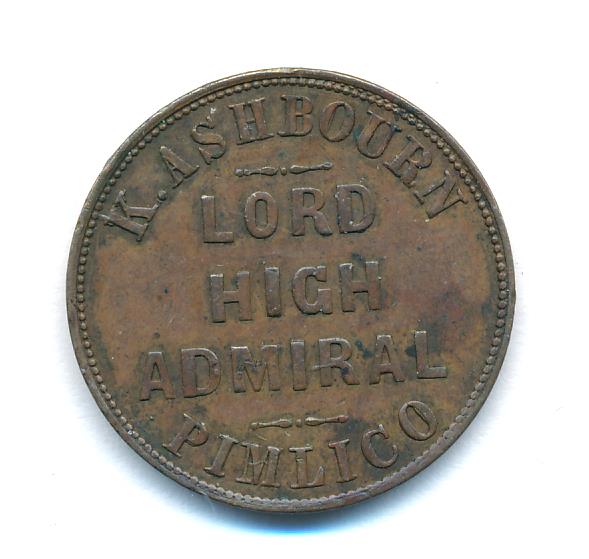 K. ASHBOURN
LORD
HIGH
ADMIRAL
PIMLICO